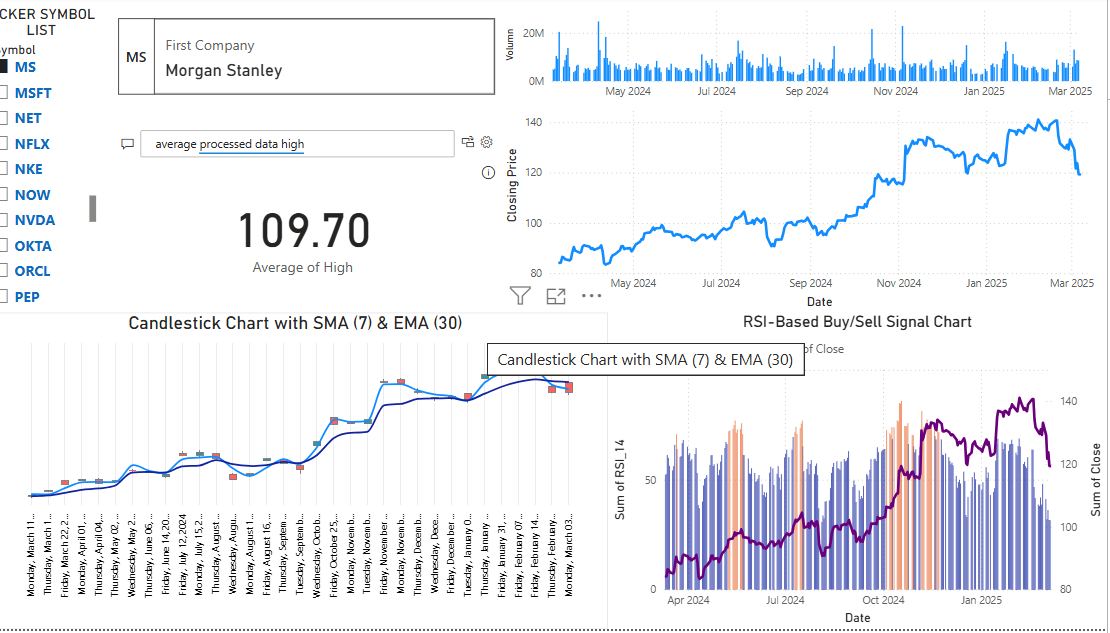 CKER SYMBOL
LIST
ymbol
MS
MSFT
NET
NFLX
NKE
NOW
NVDA
OKTA
ORCL
PEP
MS
First Company
Morgan Stanley
average processed data high
109.70
Average of High
Volumn
20M
0M
May 2024
Jul 2024
Sep 2024
Nov 2024
Jan 2025
Mar 2025
Closing Price
140
120
100
80
May 2024
Jul 2024
Sep 2024
Nov 2024
Jan 2025
Mar 2025
Date
Candlestick Chart with SMA (7) & EMA (30)
Monday, March 11...
Thursday, March 1...
Friday, March 22, 2...
Monday, April 01, ...
Thursday, April 04,...
Thursday, May 02, ...
Wednesday, May 2...
Thursday, June 06, ...
Friday, June 14, 20...
Friday, July 12, 2024
Monday, July 15, 2...
Thursday, August ...
Wednesday, Augu...
Monday, August 1...
Friday, August 16, ...
Thursday, Septem...
Tuesday, Septemb...
Wednesday, Octob...
Friday, October 25,...
Monday, Novemb...
Tuesday, Novemb...
Friday, November ...
Monday, Novemb...
Thursday, Decemb...
Wednesday, Dece...
Friday, December ...
Tuesday, January 0...
Thursday, January ...
Friday, January 31, ...
Friday, February 07...
Friday, February 14...
Thursday, February...
Monday, March 03, ...
Candlestick Chart with SMA (7) & EMA (30)
RSI-Based Buy/Sell Signal Chart
of Close
Sum of RSI_14
50
0
Apr 2024
Jul 2024
Oct 2024
Jan 2025
Date
140
120
100
80
Sum of Close